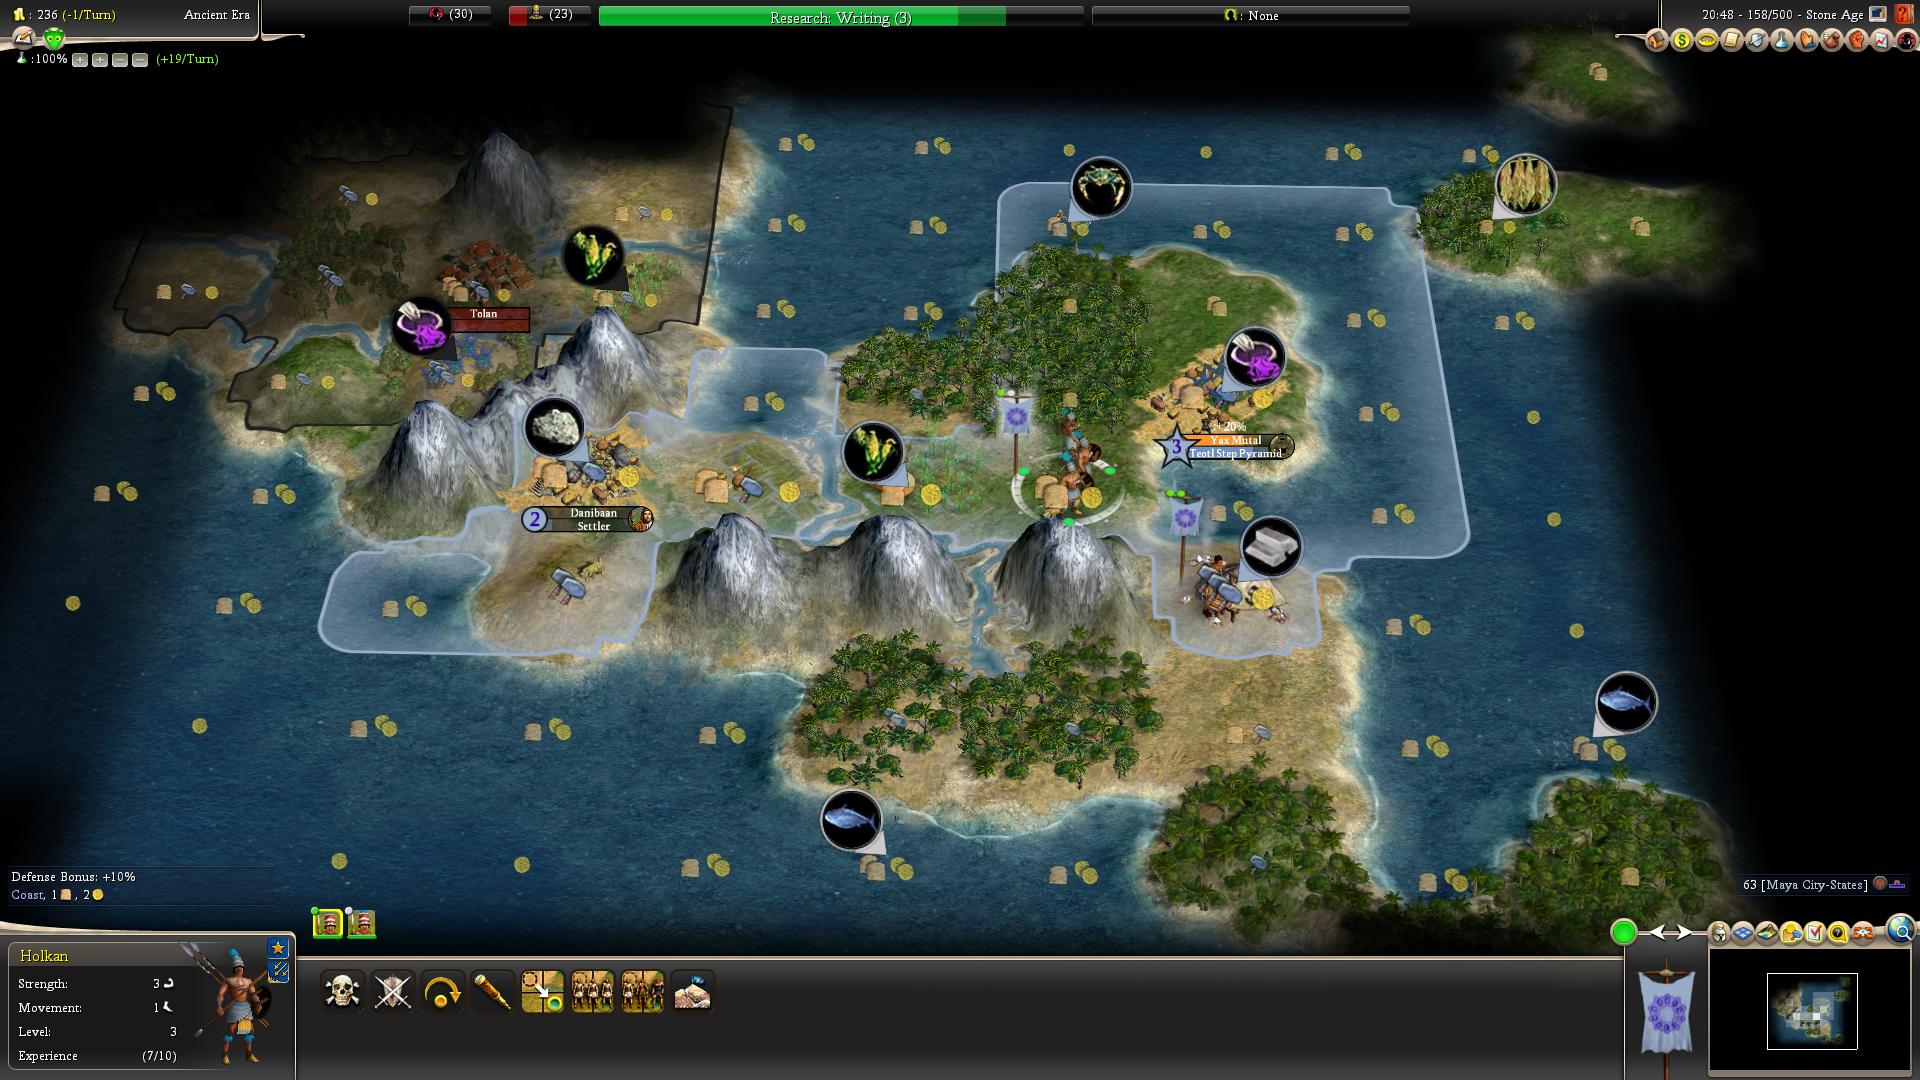 : 236 (-1/Turn)
Ancient Era
(30)
(23)
Research: Writing (3)
: None
20:48 - 158/500 - Stone Age
:100%
(+19/Turn)
Tolan
+20%
3
Yax Mutal
Teotl Step Pyramid
2
Danibaan
Settler
Defense Bonus: +10%
Coast, 1 , 2
63 [Maya City-States]
Holkan
Strength: 3
Movement: 1
Level: 3
Experience (7/10)